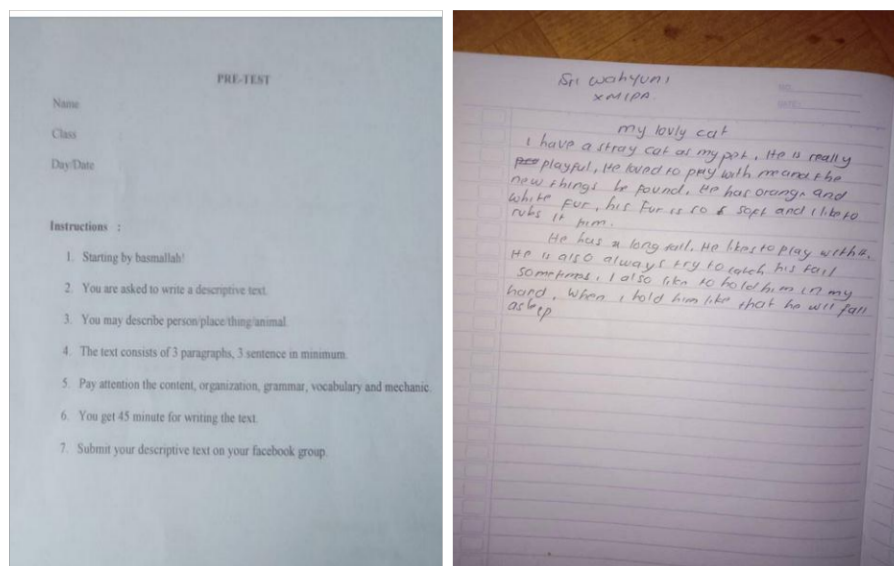 PRE-TEST
Name
Class
Day/Date
Instructions :
1. Starting by basmallah!
2. You are asked to write a descriptive text.
3. You may describe person/place/thing/animal.
4. The text consists of 3 paragraphs, 3 sentence in minimum.
5. Pay attention the content, organization, grammar, vocabulary and mechanic.
6. You get 45 minute for writing the text.
7. Submit your descriptive text on your facebook group.
NO:
DATE:
Sri wahyuni
X MIPA
my lovly cat
I have a stray cat as my pet. He is really
playful, He loved to play with me and the
new things he found. He has orange and
white Fur, his Fur is so soft and i like to
rubs it him.
He has a long tail. He likes to play with
He is also always try to catch his tail
sometimes, I also like to hold him in my
hand, when i hold him like that he will fall
asleep